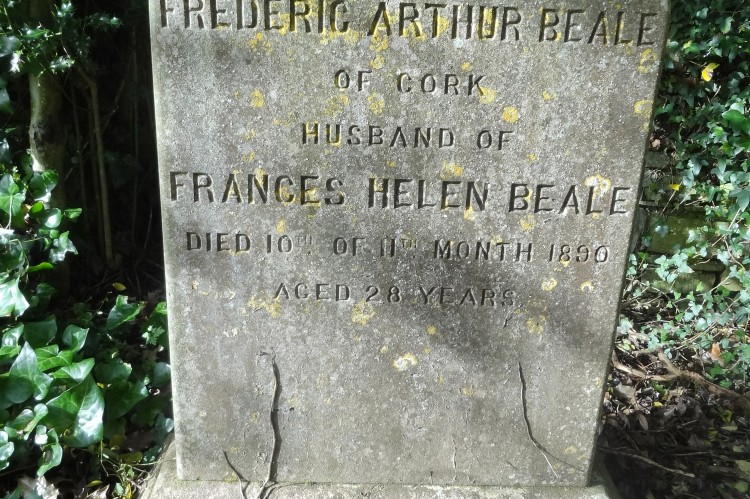 FREDERIC ARTHUR BEALE
OF CORK
HUSBAND OF
FRANCES HELEN BEALE
DIED 10TH OF 11TH MONTH 1890
AGED 28 YEARS